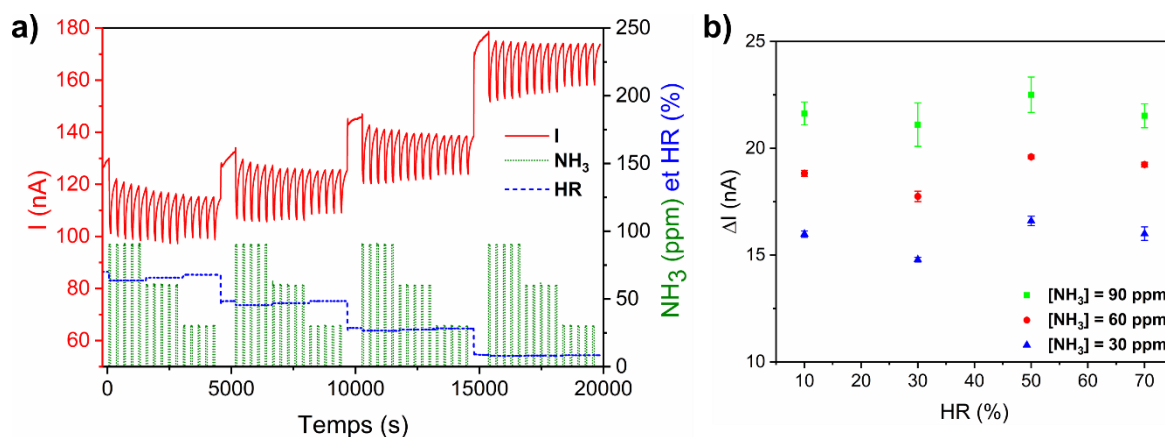 a)
180
160
140
120
100
80
60
I (nA)
I
NH₃
HR
250
200
150
100
50
0
NH₃ (ppm) et HR (%)
0
5000
10000
15000
20000
Temps (s)
b)
25
20
15
10
ΔI (nA)
[NH₃] = 90 ppm
[NH₃] = 60 ppm
[NH₃] = 30 ppm
10
20
30
40
50
60
70
HR (%)